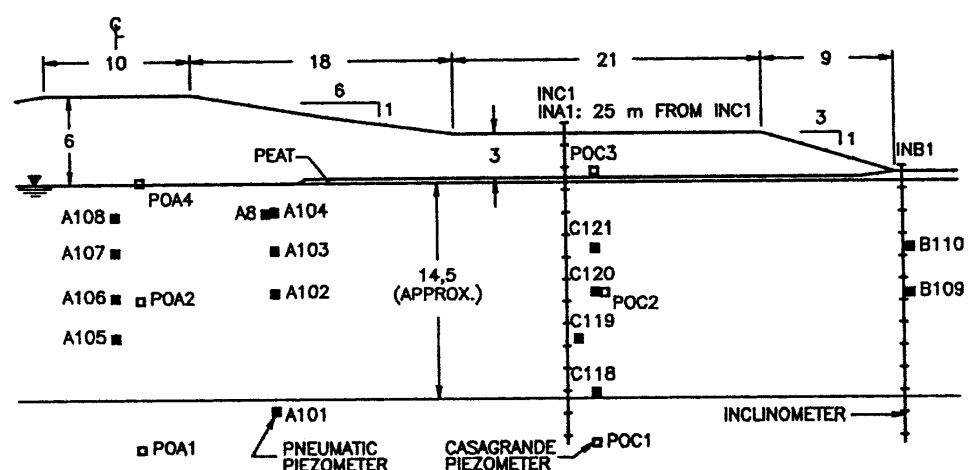 ℄
10
18
21
9
6
1
INC1
INA1: 25 m FROM INC1
3
1
6
3
PEAT
POC3
INB1
POA4
A108
A8
A104
A107
A103
C121
B110
14,5
(APPROX.)
A106
POA2
A102
C120
POC2
B109
A105
C119
C118
A101
INCLINOMETER
POA1
PNEUMATIC
PIEZOMETER
CASAGRANDE
PIEZOMETER
POC1